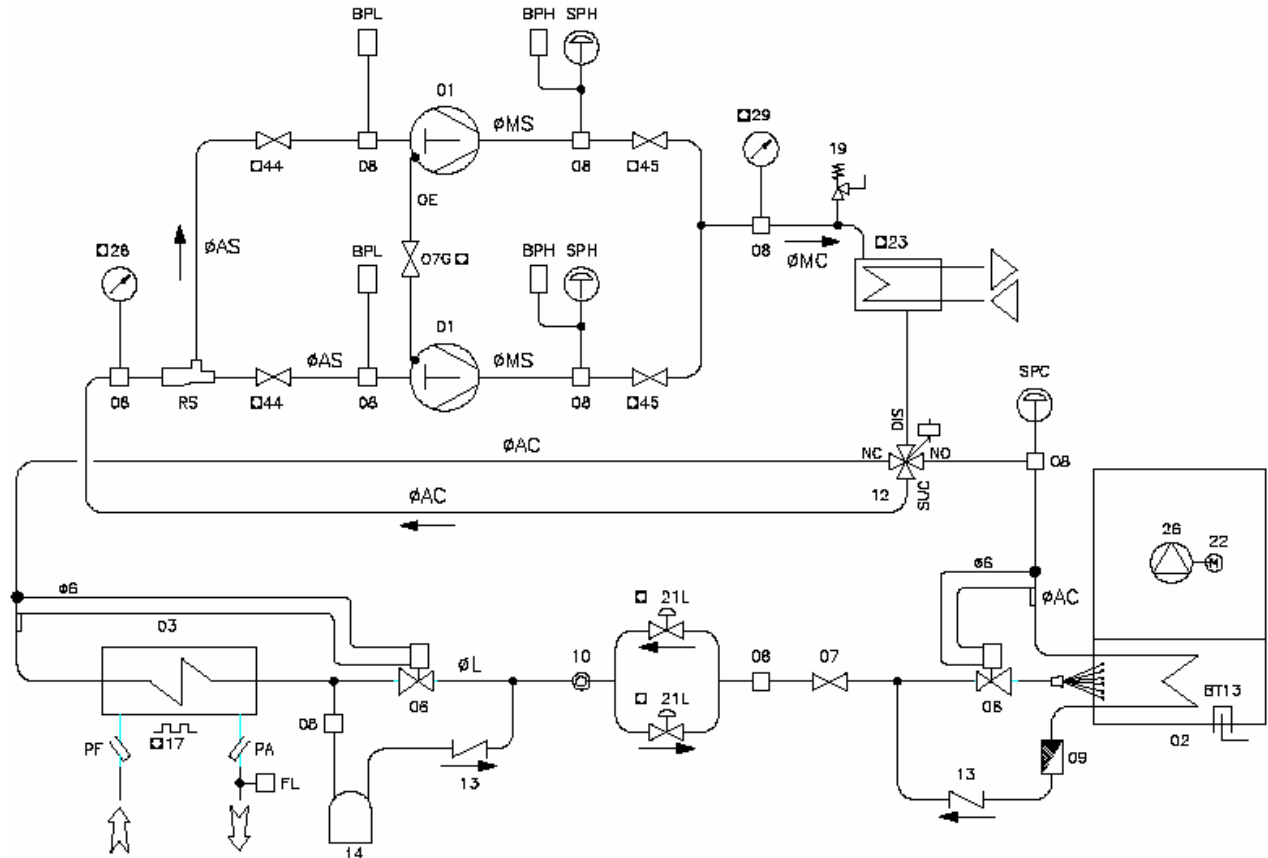 BPL
BPH SPH
01
ØMS
29
19
44
08
08
45
0E
28
ØAS
BPL
07G
BPH SPH
08
ØMC
23
D1
ØAS
ØMS
08
RS
44
08
08
45
SPC
DIS
ØAC
NC
NO
08
ØAC
12
SUC
26
22
ø6
21L
ø6
ØAC
03
10
08
07
ØL
06
08
21L
06
BT13
PF
17
PA
02
09
FL
13
13
14